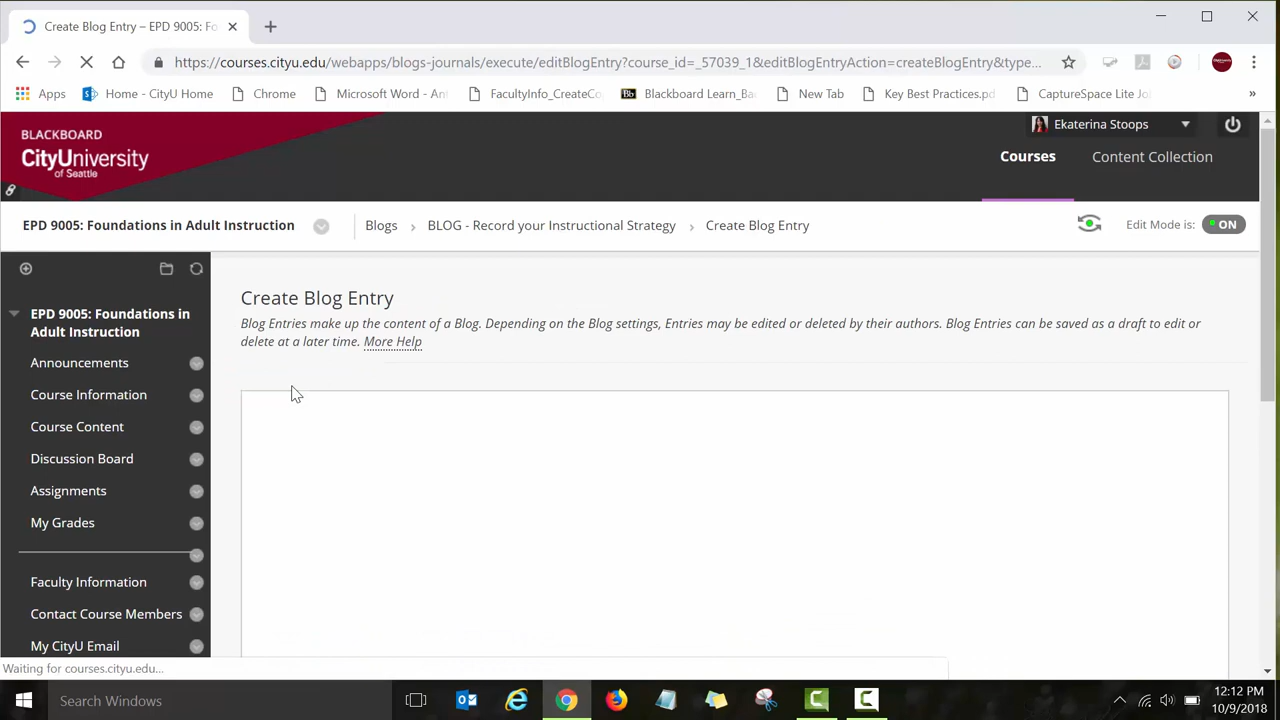 Create Blog Entry – EPD 9005: Fo
https://courses.cityu.edu/webapps/blogs-journals/execute/editBlogEntry?course_id=_57039_1&editBlogEntryAction=createBlogEntry&type...
Apps
Home - CityU Home
Chrome
Microsoft Word - Ant
FacultyInfo_CreateCo
Blackboard Learn_Ba
New Tab
Key Best Practices.pd
CaptureSpace Lite Jo
»
BLACKBOARD
CityUniversity
of Seattle
Ekaterina Stoops
Courses
Content Collection
EPD 9005: Foundations in Adult Instruction
Blogs
BLOG - Record your Instructional Strategy
Create Blog Entry
Edit Mode is:
ON
EPD 9005: Foundations in
Adult Instruction
Announcements
Course Information
Course Content
Discussion Board
Assignments
My Grades
Faculty Information
Contact Course Members
My CityU Email
Create Blog Entry
Blog Entries make up the content of a Blog. Depending on the Blog settings, Entries may be edited or deleted by their authors. Blog Entries can be saved as a draft to edit or
delete at a later time. More Help
Waiting for courses.cityu.edu...
Search Windows
12:12 PM
10/9/2018